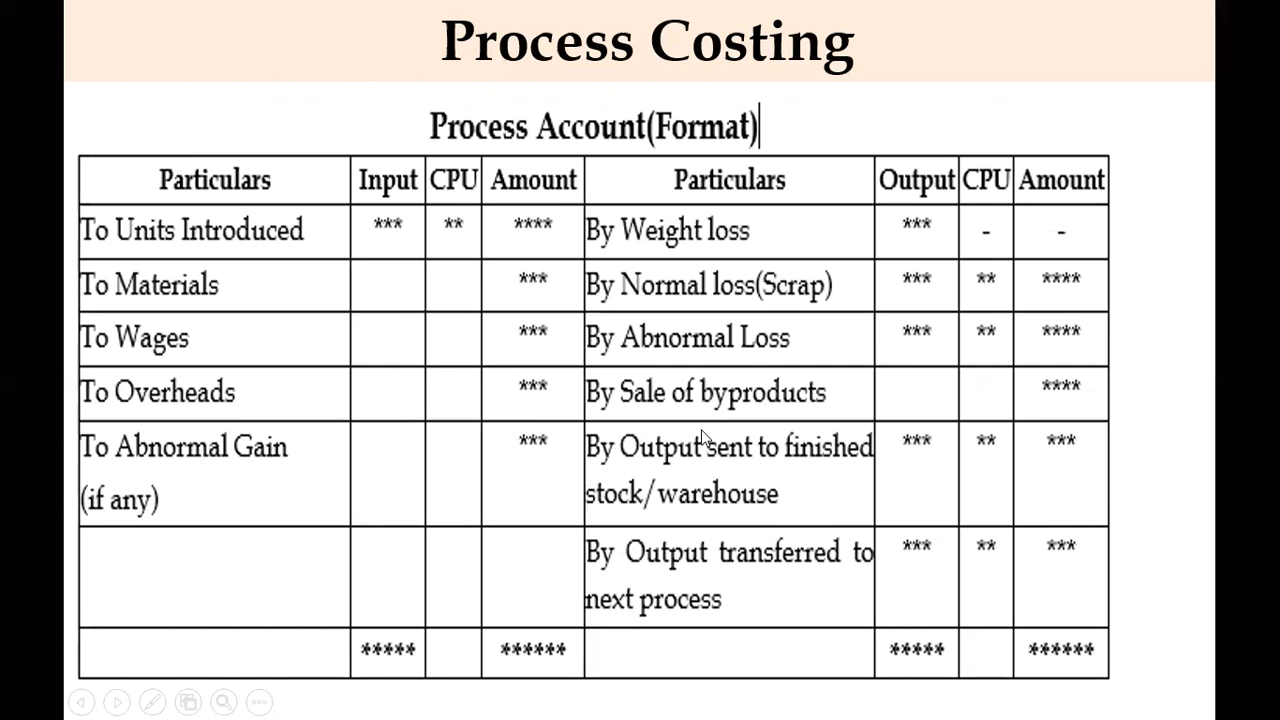 Process Costing
Process Account(Format)
Particulars Input CPU Amount Particulars Output CPU Amount
To Units Introduced *** ** **** By Weight loss *** - -
To Materials *** By Normal loss(Scrap) *** ** ****
To Wages *** By Abnormal Loss *** ** ****
To Overheads *** By Sale of byproducts ****
To Abnormal Gain *** By Output sent to finished *** ** ***
(if any) stock/warehouse
By Output transferred to *** ** ***
next process
***** ****** ***** ******